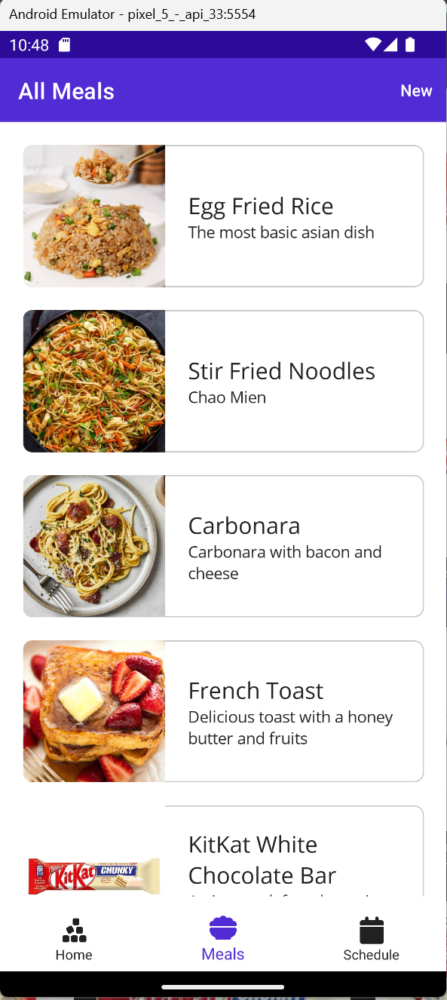 Android Emulator - pixel_5_-_api_33:5554
10:48
All Meals
New
Egg Fried Rice
The most basic asian dish
Stir Fried Noodles
Chao Mien
Carbonara
Carbonara with bacon and
cheese
French Toast
Delicious toast with a honey
butter and fruits
KitKat White
Chocolate Bar
KitKat
CHUNKY
Home
Meals
Schedule